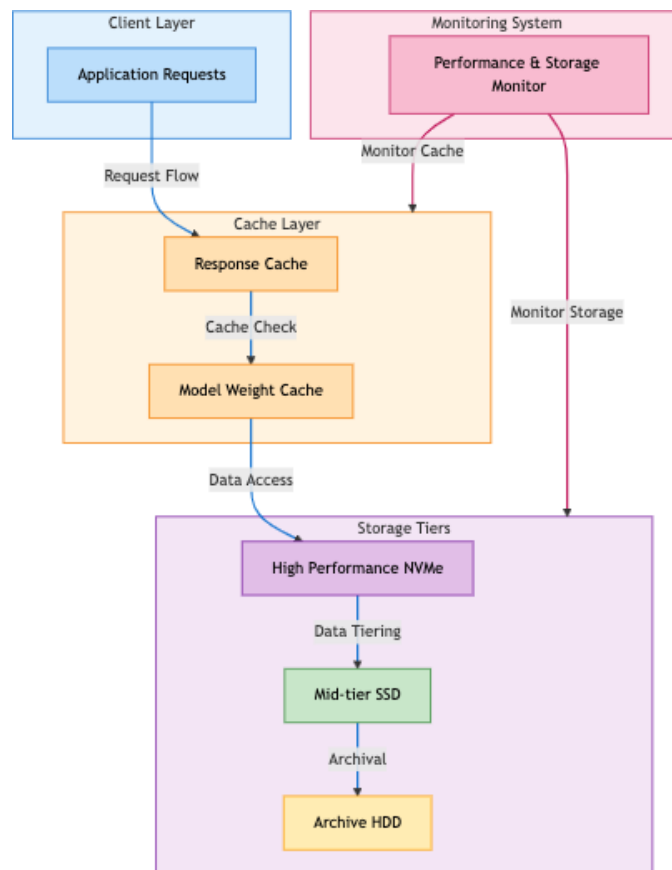 Client Layer
Application Requests
Monitoring System
Performance & Storage
Monitor
Monitor Cache
Request Flow
Cache Layer
Response Cache
Cache Check
Model Weight Cache
Monitor Storage
Data Access
Storage Tiers
High Performance NVMe
Data Tiering
Mid-tier SSD
Archival
Archive HDD